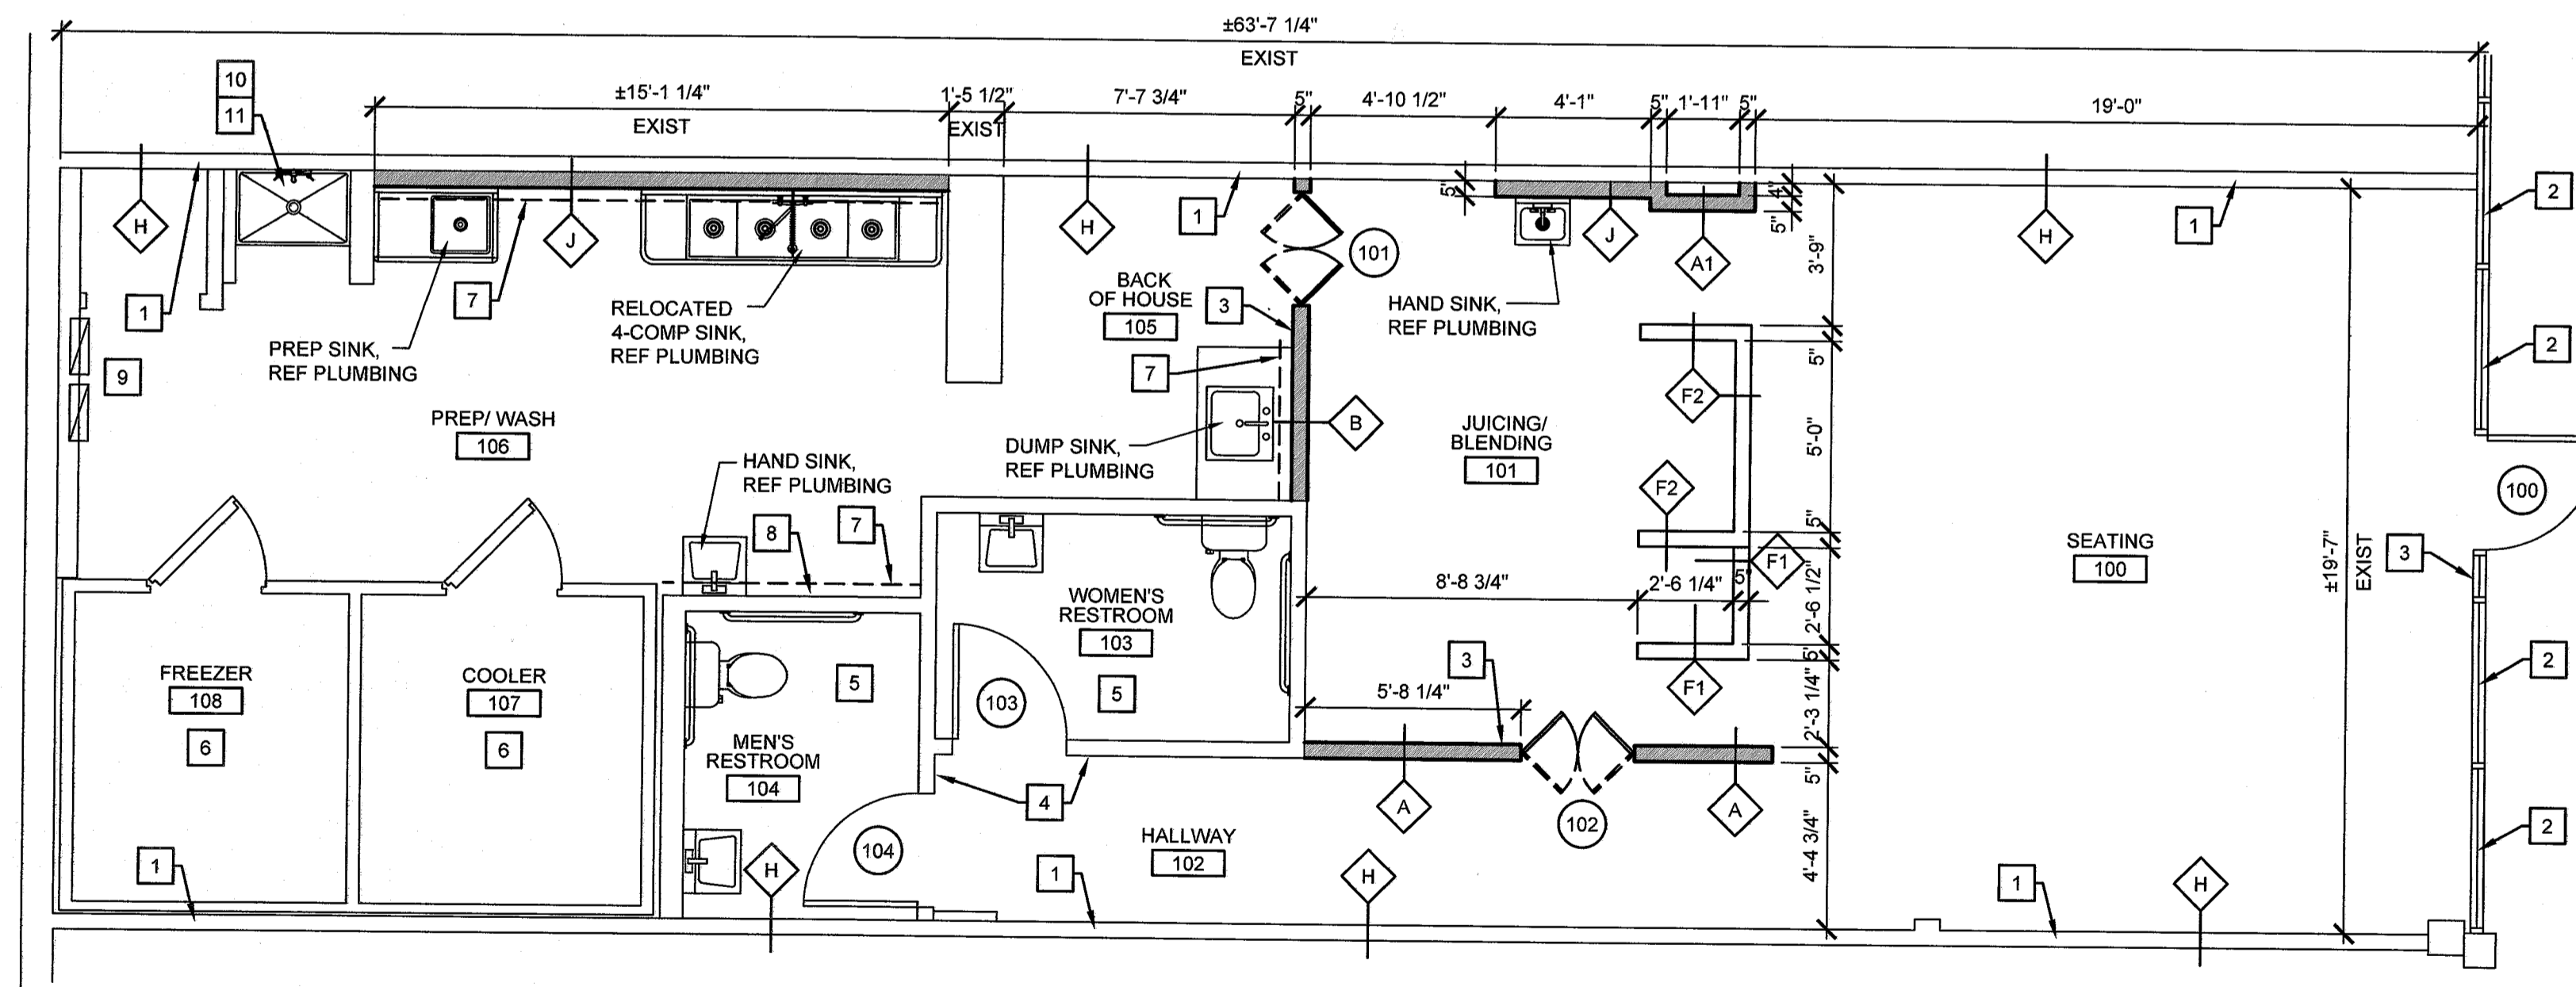 ±63'-7 1/4"
EXIST
±15'-1 1/4"
EXIST
1'-5 1/2"
EXIST
7'-7 3/4"
5"
4'-10 1/2"
4'-1"
5"
1'-11"
5"
19'-0"
10
11
H
J
H
1
5"
J
A1
4"
5"
H
1
2
1
7
9
PREP SINK,
REF PLUMBING
RELOCATED
4-COMP SINK,
REF PLUMBING
BACK
OF HOUSE
105
3
7
101
HAND SINK,
REF PLUMBING
3'-9"
2
PREP/ WASH
106
HAND SINK,
REF PLUMBING
8
7
DUMP SINK,
REF PLUMBING
B
JUICING/
BLENDING
101
F2
F2
5"
5'-0"
5"
F1
100
SEATING
100
±19'-7"
EXIST
3
WOMEN'S
RESTROOM
103
5
8'-8 3/4"
2'-6 1/4"
5"
2'-6 1/2"
5"
F1
FREEZER
108
6
COOLER
107
6
5
MEN'S
RESTROOM
104
103
3
5'-8 1/4"
2'-3 1/4"
5"
2
4
A
102
A
2
1
H
104
HALLWAY
102
1
H
4'-4 3/4"
1
H